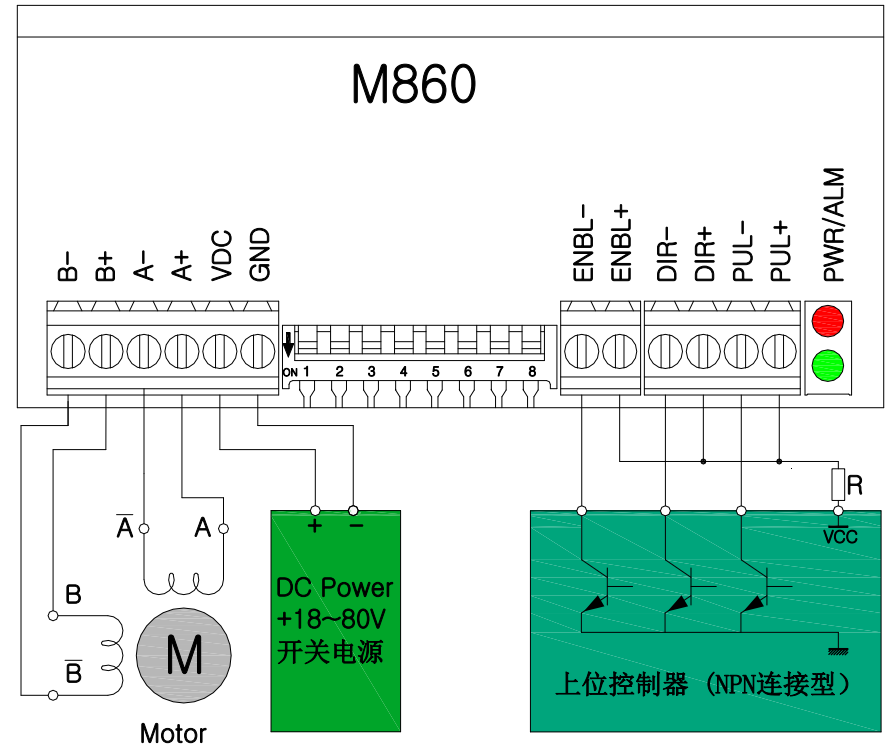 M860
B-
B+
A-
A+
VDC
GND
ENBL-
ENBL+
DIR-
DIR+
PUL-
PUL+
PWR/ALM
ON 1 2 3 4 5 6 7 8
A̅ A
B
B̅
M
Motor
+ -
DC Power
+18~80V
开关电源
R
VCC
上位控制器 (NPN连接型)